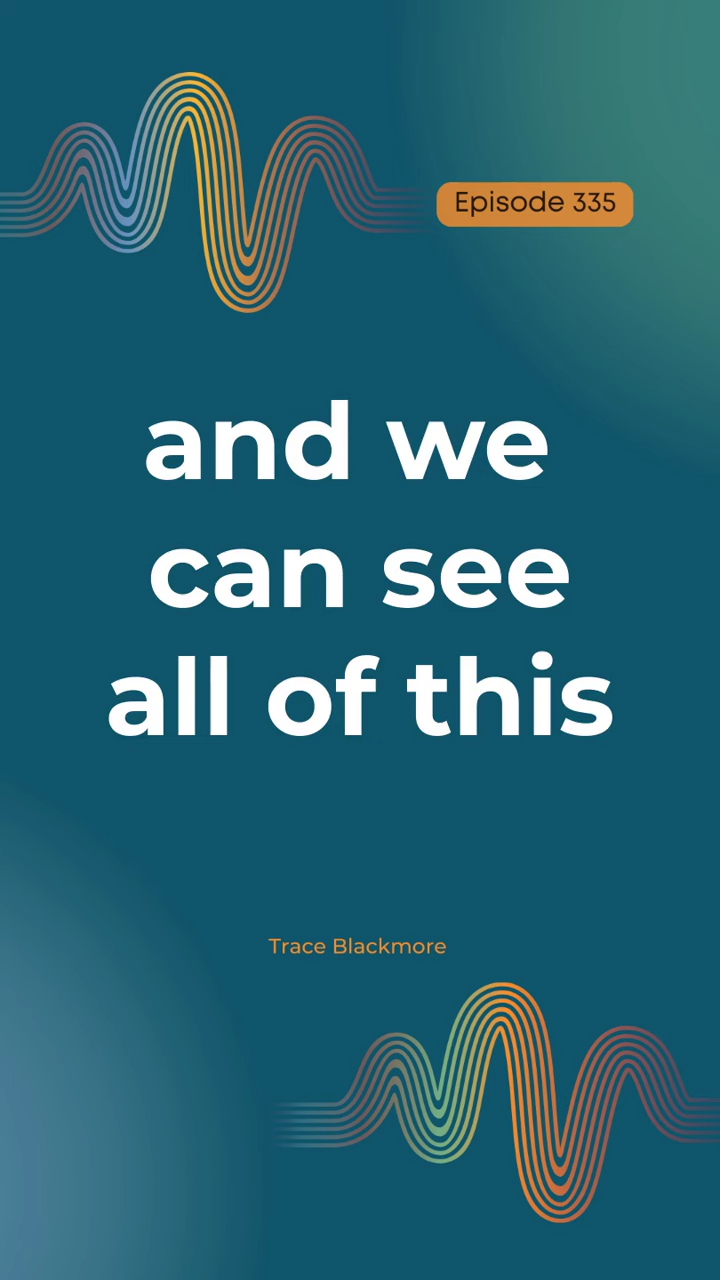 Episode 335
and we
can see
all of this
Trace Blackmore